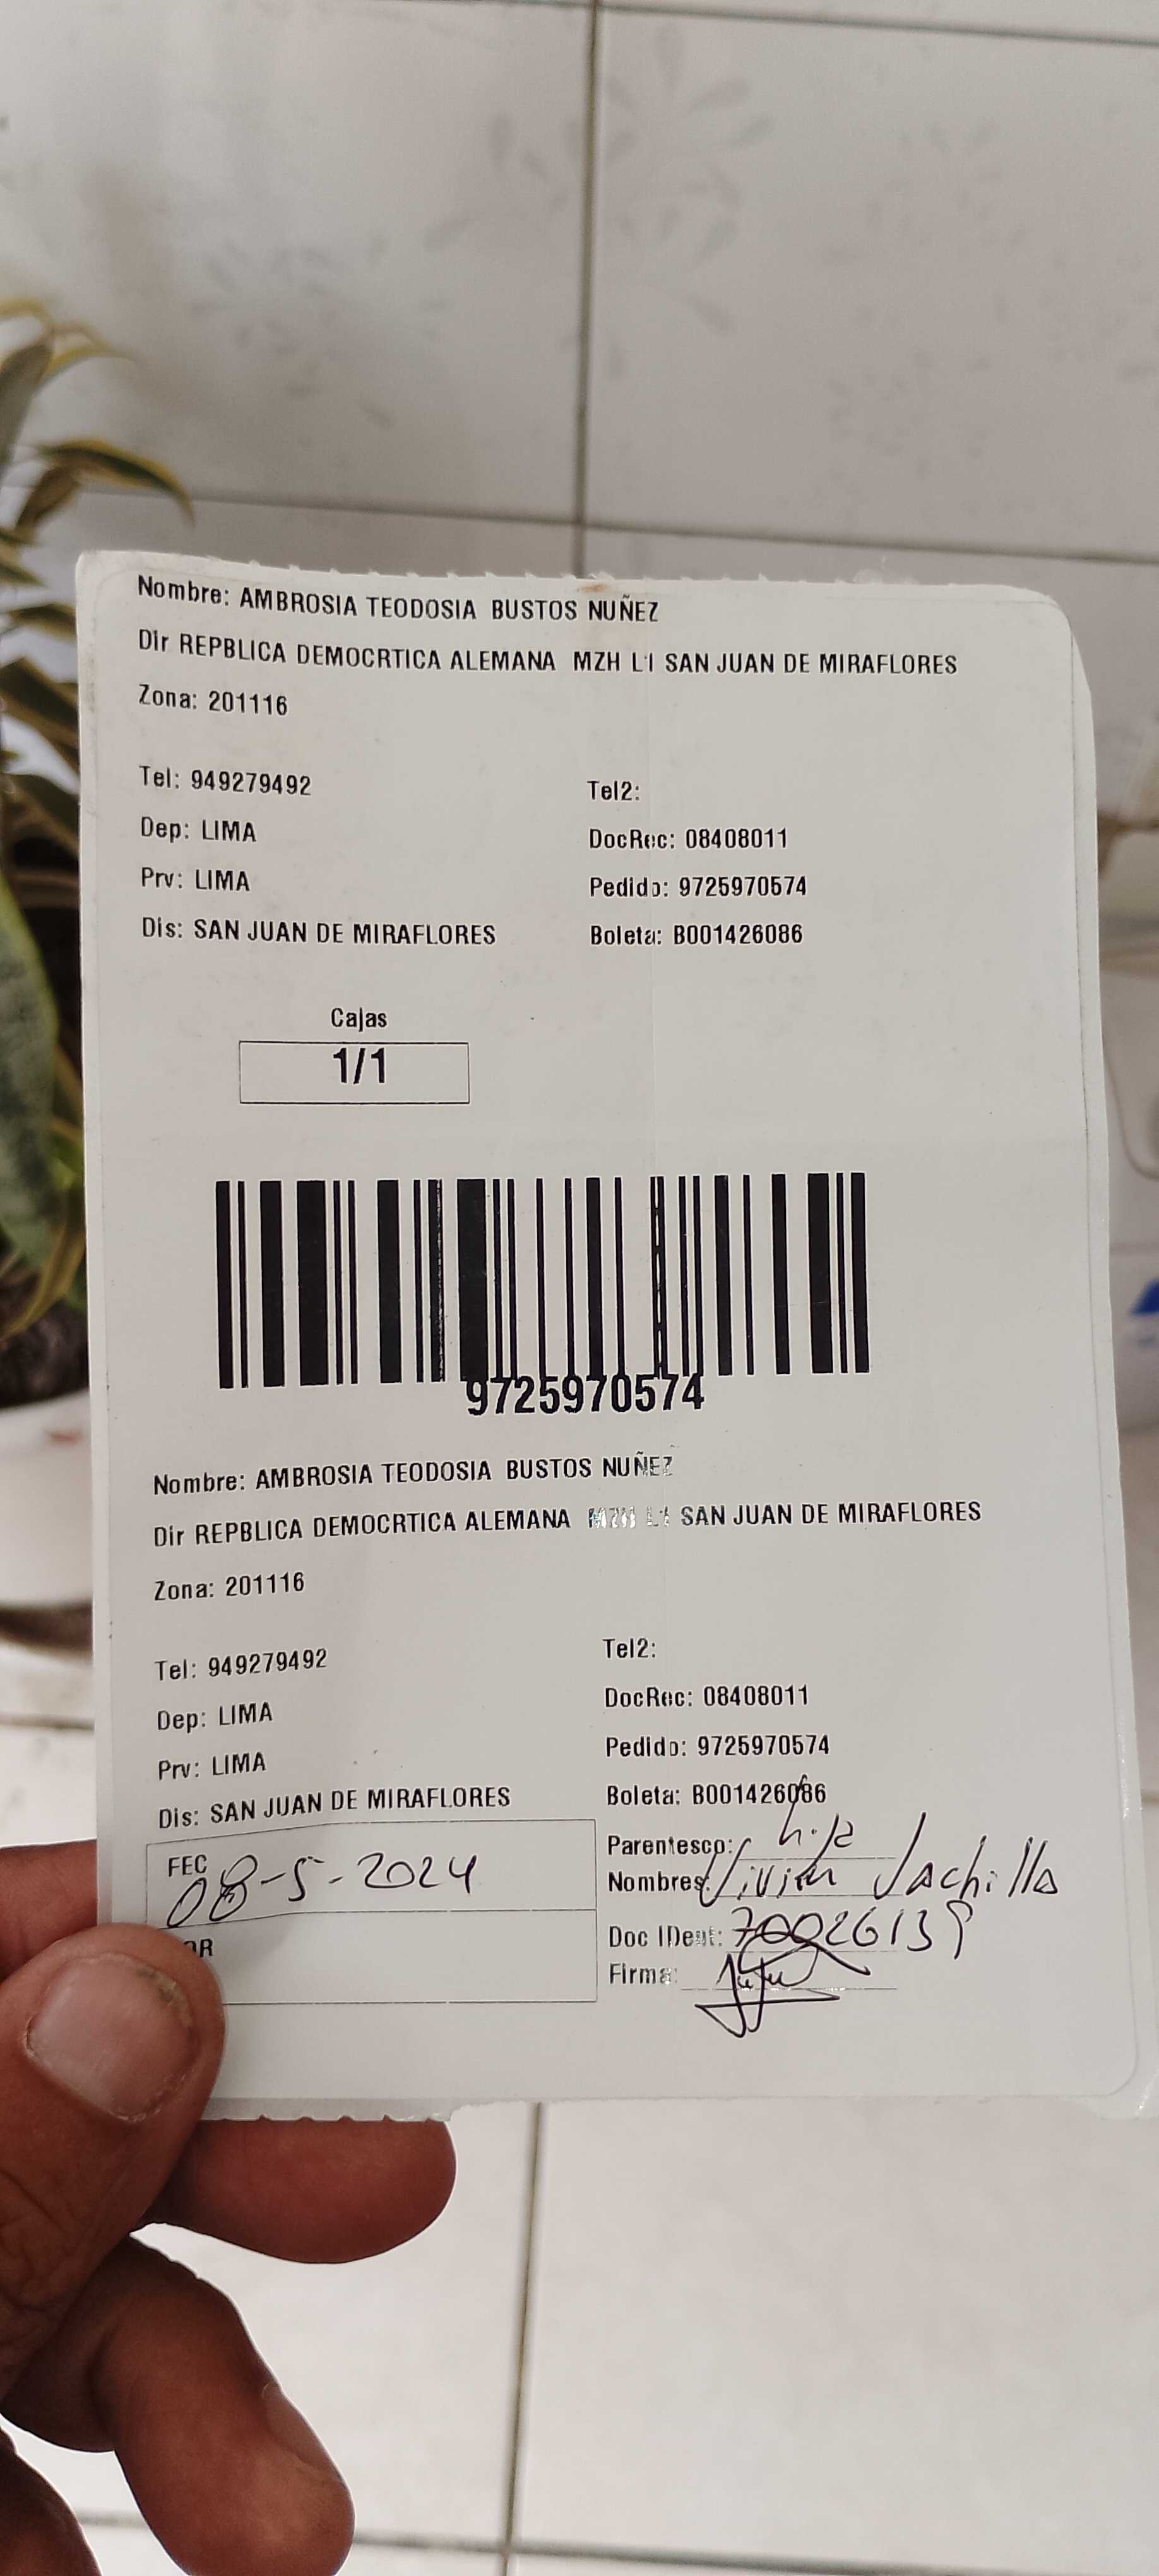 Nombre: AMBROSIA TEODOSIA BUSTOS NUÑEZ
Dir REPBLICA DEMOCRTICA ALEMANA MZH L1 SAN JUAN DE MIRAFLORES
Zona: 201116
Tel: 949279492 Tel2:
Dep: LIMA DocRec: 08408011
Prv: LIMA Pedido: 9725970574
Dis: SAN JUAN DE MIRAFLORES Boleta: B001426086
Cajas
1/1
9725970574
Nombre: AMBROSIA TEODOSIA BUSTOS NUÑEZ
Dir REPBLICA DEMOCRTICA ALEMANA MZH L1 SAN JUAN DE MIRAFLORES
Zona: 201116
Tel: 949279492 Tel2:
Dep: LIMA DocRec: 08408011
Prv: LIMA Pedido: 9725970574
Dis: SAN JUAN DE MIRAFLORES Boleta: B001426086
FEC 08-5-2024 Parentesco: hija
Nombres: Vivian Jachilla
Doc IDent: 70026139
Firma: